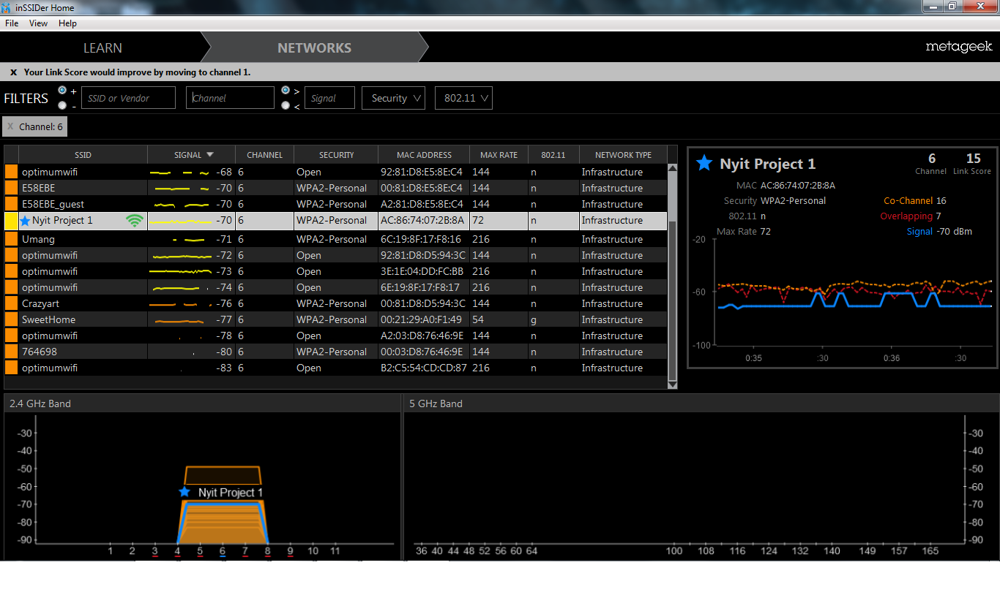 inSSIDer Home
File View Help
LEARN NETWORKS metageek
x Your Link Score would improve by moving to channel 1.
FILTERS + - SSID or Vendor Channel > < Signal Security 802.11
X Channel: 6
SSID SIGNAL CHANNEL SECURITY MAC ADDRESS MAX RATE 802.11 NETWORK TYPE
optimumwifi -68 6 Open 92:81:D8:E5:8E:C4 144 n Infrastructure
E58EBE -70 6 WPA2-Personal 00:81:D8:E5:8E:C4 144 n Infrastructure
E58EBE_guest -70 6 WPA2-Personal A2:81:D8:E5:8E:C4 144 n Infrastructure
Nyit Project 1 -70 6 WPA2-Personal AC:86:74:07:2B:8A 72 n Infrastructure
Umang -71 6 WPA2-Personal 6C:19:8F:17:F8:16 216 n Infrastructure
optimumwifi -72 6 Open 92:81:D8:D5:94:3C 144 n Infrastructure
optimumwifi -73 6 Open 3E:1E:04:DD:FC:BB 216 n Infrastructure
optimumwifi -74 6 Open 6E:19:8F:17:F8:17 216 n Infrastructure
Crazyart -76 6 WPA2-Personal 00:81:D8:D5:94:3C 144 n Infrastructure
SweetHome -77 6 WPA2-Personal 00:21:29:A0:F1:49 54 g Infrastructure
optimumwifi -78 6 Open A2:03:D8:76:46:9E 144 n Infrastructure
764698 -80 6 WPA2-Personal 00:03:D8:76:46:9E 144 n Infrastructure
optimumwifi -83 6 Open B2:C5:54:CD:CD:87 216 n Infrastructure
Nyit Project 1 6 15
Channel Link Score
MAC AC:86:74:07:2B:8A
Security WPA2-Personal Co-Channel 16
802.11 n Overlapping 7
Max Rate 72 Signal -70 dBm
-20
-60
-100
0:35 :30 0:36 :30
2.4 GHz Band
-30
-40
-50
-60
Nyit Project 1
-70
-80
-90
1 2 3 4 5 6 7 8 9 10 11
5 GHz Band
-30
-40
-50
-60
-70
-80
-90
36 40 44 48 52 56 60 64 100 108 116 124 132 140 149 157 165